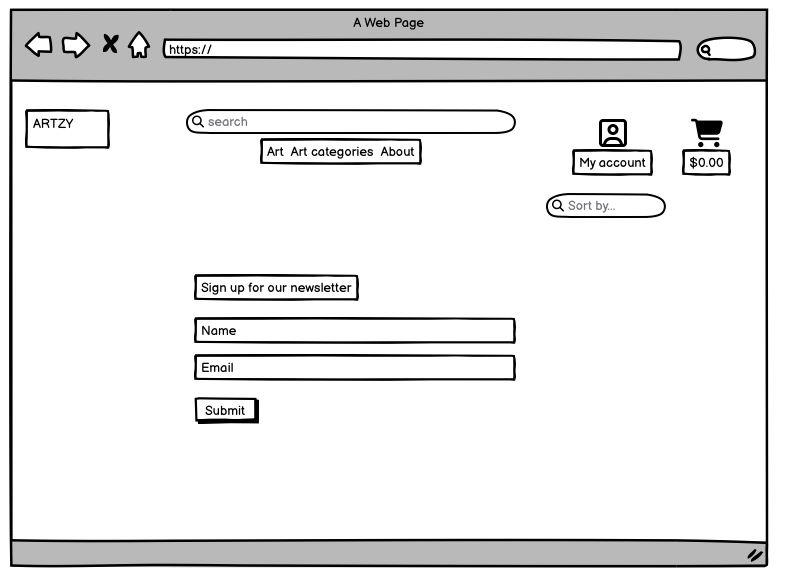 A Web Page
https://
ARTZY
search
Art Art categories About
My account
$0.00
Sort by...
Sign up for our newsletter
Name
Email
Submit